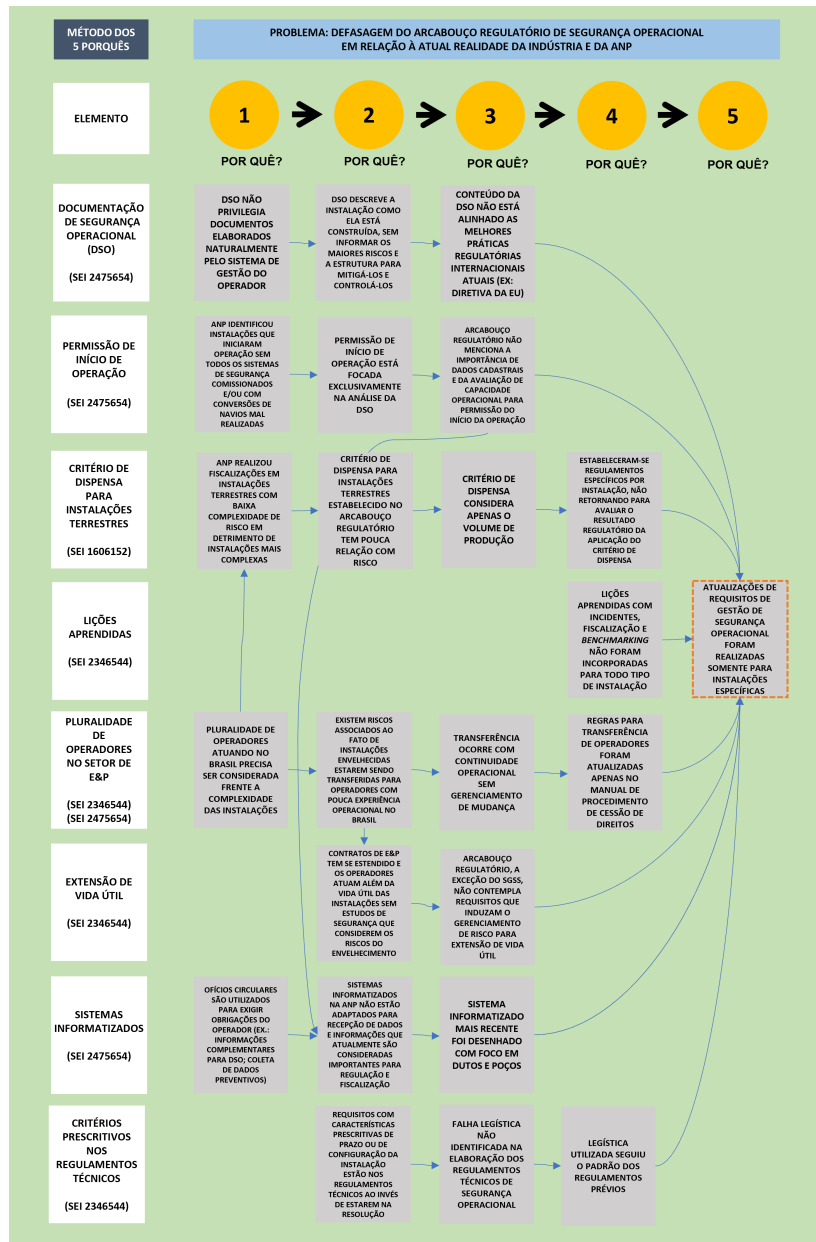 MÉTODO DOS
5 PORQUÊS
PROBLEMA: DEFASAGEM DO ARCABOUÇO REGULATÓRIO DE SEGURANÇA OPERACIONAL
EM RELAÇÃO À ATUAL REALIDADE DA INDÚSTRIA E DA ANP
ELEMENTO
1
2
3
4
5
POR QUÊ?
POR QUÊ?
POR QUÊ?
POR QUÊ?
POR QUÊ?
DOCUMENTAÇÃO
DE SEGURANÇA
OPERACIONAL
(DSO)
(SEI 2475654)
DSO NÃO
PRIVILEGIA
DOCUMENTOS
ELABORADOS
NATURALMENTE
PELO SISTEMA DE
GESTÃO DO
OPERADOR
DSO DESCREVE A
INSTALAÇÃO COMO
ELA ESTÁ
CONSTRUÍDA, SEM
INFORMAR OS
MAIORES RISCOS E
A ESTRUTURA PARA
MITIGÁ-LOS E
CONTROLÁ-LOS
CONTEÚDO DA
DSO NÃO ESTÁ
ALINHADO AS
MELHORES
PRÁTICAS
REGULATÓRIAS
INTERNACIONAIS
ATUAIS (EX:
DIRETIVA DA EU)
PERMISSÃO DE
INÍCIO DE
OPERAÇÃO
(SEI 2475654)
ANP IDENTIFICOU
INSTALAÇÕES QUE
INICIARAM
OPERAÇÃO SEM
TODOS OS SISTEMAS
DE SEGURANÇA
COMISSIONADOS
E/OU COM
CONVERSÕES DE
NAVIOS MAL
REALIZADAS
PERMISSÃO DE
INÍCIO DE
OPERAÇÃO ESTÁ
FOCADA
EXCLUSIVAMENTE
NA ANÁLISE DA
DSO
ARCABOUÇO
REGULATÓRIO NÃO
MENCIONA A
IMPORTÂNCIA DE
DADOS CADASTRAIS
E DA AVALIAÇÃO DE
CAPACIDADE
OPERACIONAL PARA
PERMISSÃO DO
INÍCIO DA OPERAÇÃO
CRITÉRIO DE
DISPENSA
PARA
INSTALAÇÕES
TERRESTRES
(SEI 1606152)
ANP REALIZOU
FISCALIZAÇÕES EM
INSTALAÇÕES
TERRESTRES COM
BAIXA
COMPLEXIDADE DE
RISCO EM
DETRIMENTO DE
INSTALAÇÕES MAIS
COMPLEXAS
CRITÉRIO DE
DISPENSA PARA
INSTALAÇÕES
TERRESTRES
ESTABELECIDO NO
ARCABOUÇO
REGULATÓRIO
TEM POUCA
RELAÇÃO COM
RISCO
CRITÉRIO DE
DISPENSA
CONSIDERA
APENAS O
VOLUME DE
PRODUÇÃO
ESTABELECERAM-SE
REGULAMENTOS
ESPECÍFICOS POR
INSTALAÇÃO, NÃO
RETORNANDO PARA
AVALIAR O
RESULTADO
REGULATÓRIO DA
APLICAÇÃO DO
CRITÉRIO DE
DISPENSA
LIÇÕES
APRENDIDAS
(SEI 2346544)
LIÇÕES
APRENDIDAS COM
INCIDENTES,
FISCALIZAÇÃO E
BENCHMARKING
NÃO FORAM
INCORPORADAS
PARA TODO TIPO
DE INSTALAÇÃO
ATUALIZAÇÕES DE
REQUISITOS DE
GESTÃO DE
SEGURANÇA
OPERACIONAL
FORAM
REALIZADAS
SOMENTE PARA
INSTALAÇÕES
ESPECÍFICAS
PLURALIDADE
DE
OPERADORES
NO SETOR DE
E&P
(SEI 2346544)
(SEI 2475654)
PLURALIDADE DE
OPERADORES
ATUANDO NO
BRASIL PRECISA
SER CONSIDERADA
FRENTE A
COMPLEXIDADE
DAS INSTALAÇÕES
EXISTEM RISCOS
ASSOCIADOS AO
FATO DE
INSTALAÇÕES
ENVELHECIDAS
ESTAREM SENDO
TRANSFERIDAS PARA
OPERADORES COM
POUCA EXPERIÊNCIA
OPERACIONAL NO
BRASIL
TRANSFERÊNCIA
OCORRE COM
CONTINUIDADE
OPERACIONAL
SEM
GERENCIAMENTO
DE MUDANÇA
REGRAS PARA
TRANSFERÊNCIA
DE OPERADORES
FORAM
ATUALIZADAS
APENAS NO
MANUAL DE
PROCEDIMENTO
DE CESSÃO DE
DIREITOS
EXTENSÃO DE
VIDA ÚTIL
(SEI 2346544)
CONTRATOS DE E&P
TEM SE ESTENDIDO E
OS OPERADORES
ATUAM ALÉM DA
VIDA ÚTIL DAS
INSTALAÇÕES SEM
ESTUDOS DE
SEGURANÇA QUE
CONSIDEREM OS
RISCOS DO
ENVELHECIMENTO
ARCABOUÇO
REGULATÓRIO, A
EXCEÇÃO DO SGSS,
NÃO CONTEMPLA
REQUISITOS QUE
INDUZAM O
GERENCIAMENTO
DE RISCO PARA
EXTENSÃO DE VIDA
ÚTIL
SISTEMAS
INFORMATIZADOS
(SEI 2475654)
OFÍCIOS CIRCULARES
SÃO UTILIZADOS
PARA EXIGIR
OBRIGAÇÕES DO
OPERADOR (EX.:
INFORMAÇÕES
COMPLEMENTARES
PARA DSO; COLETA
DE DADOS
PREVENTIVOS)
SISTEMAS
INFORMATIZADOS
NA ANP NÃO ESTÃO
ADAPTADOS PARA
RECEPÇÃO DE DADOS
E INFORMAÇÕES QUE
ATUALMENTE SÃO
CONSIDERADAS
IMPORTANTES PARA
REGULAÇÃO E
FISCALIZAÇÃO
SISTEMA
INFORMATIZADO
MAIS RECENTE
FOI DESENHADO
COM FOCO EM
DUTOS E POÇOS
CRITÉRIOS
PRESCRITIVOS
NOS
REGULAMENTOS
TÉCNICOS
(SEI 2346544)
REQUISITOS COM
CARACTERÍSTICAS
PRESCRITIVAS DE
PRAZO OU DE
CONFIGURAÇÃO DA
INSTALAÇÃO
ESTÃO NOS
REGULAMENTOS
TÉCNICOS AO INVÉS
DE ESTAREM NA
RESOLUÇÃO
FALHA LEGÍSTICA
NÃO
IDENTIFICADA NA
ELABORAÇÃO DOS
REGULAMENTOS
TÉCNICOS DE
SEGURANÇA
OPERACIONAL
LEGÍSTICA
UTILIZADA SEGUIU
O PADRÃO DOS
REGULAMENTOS
PRÉVIOS